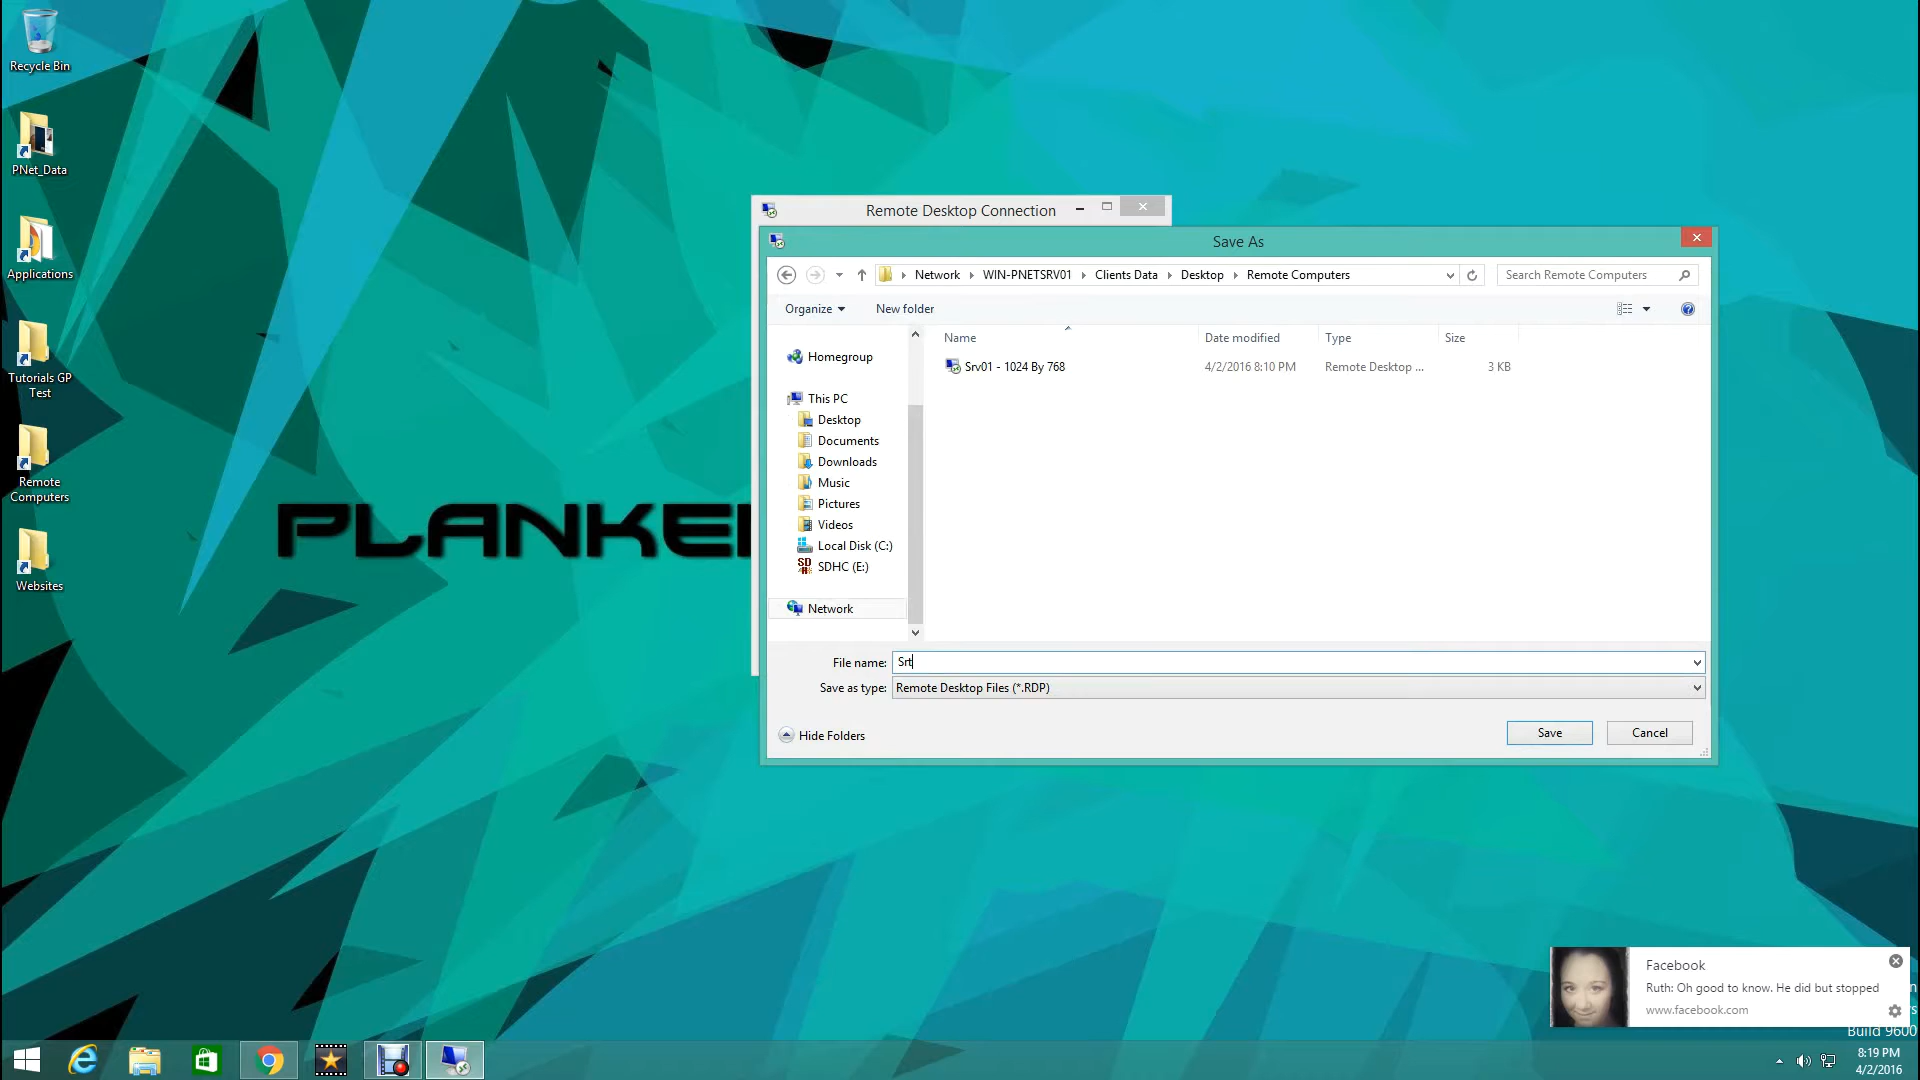 Recycle Bin
PNet_Data
Applications
Tutorials GP
Test
Remote
Computers
Websites
PLANKE
Remote Desktop Connection
Save As
Network
WIN-PNETSRV01
Clients Data
Desktop
Remote Computers
Search Remote Computers
Organize
New folder
Name
Date modified
Type
Size
Srv01 - 1024 By 768
4/2/2016 8:10 PM
Remote Desktop ...
3 KB
Homegroup
This PC
Desktop
Documents
Downloads
Music
Pictures
Videos
Local Disk (C:)
SD
SDHC (E:)
Network
File name:
Srt
Save as type:
Remote Desktop Files (*.RDP)
Hide Folders
Save
Cancel
Facebook
Ruth: Oh good to know. He did but stopped
www.facebook.com
Build 9600
8:19 PM
4/2/2016